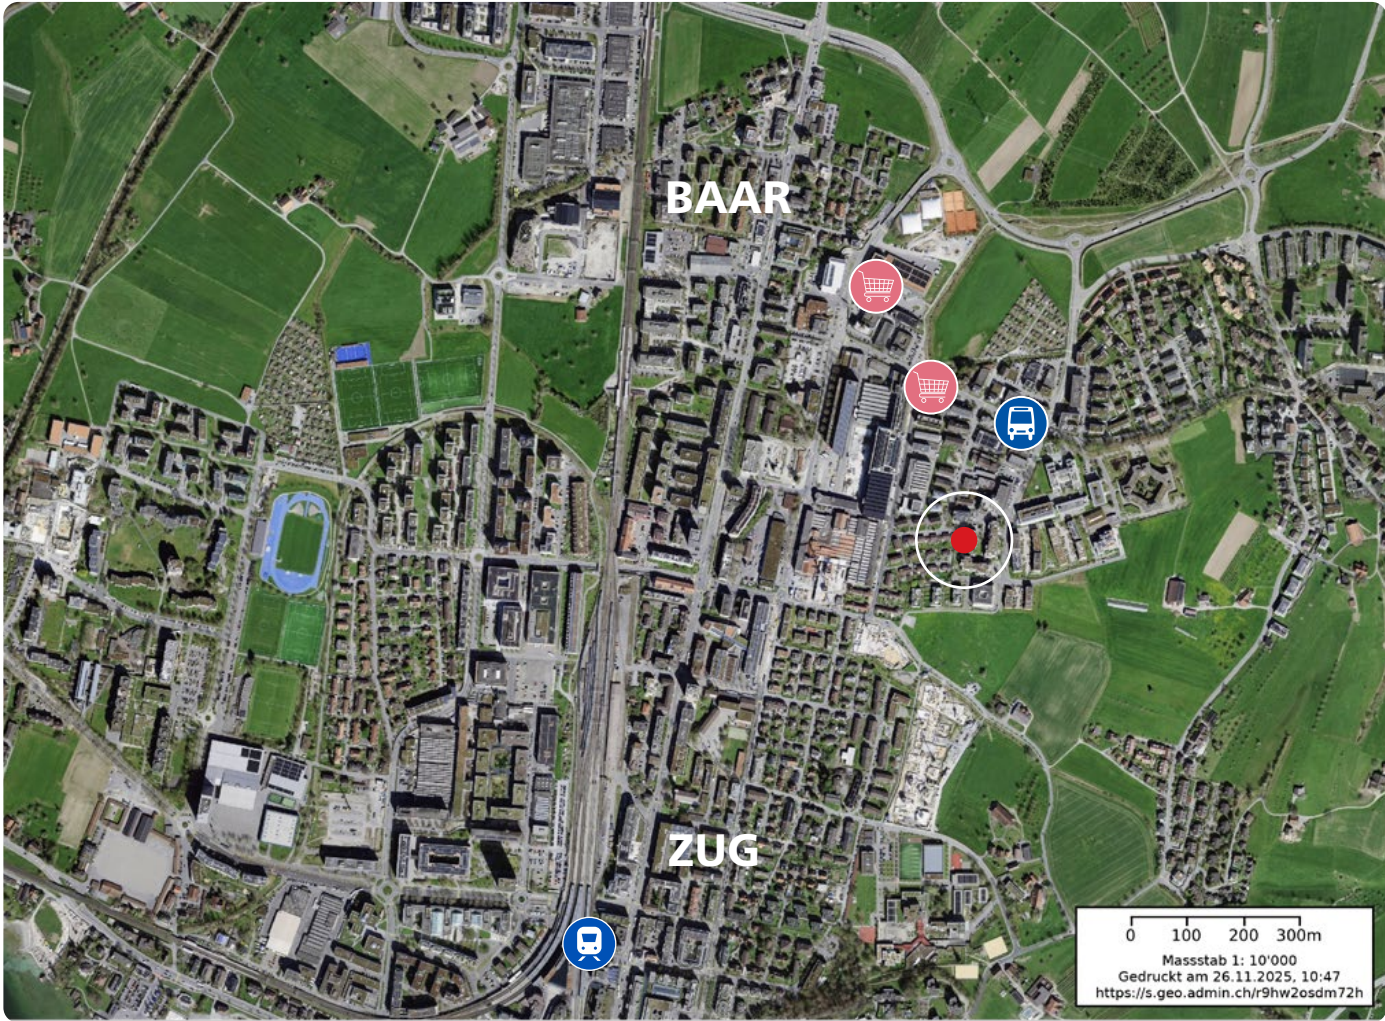 BAAR
ZUG
0 100 200 300m
Massstab 1: 10'000
Gedruckt am 26.11.2025, 10:47
https://s.geo.admin.ch/r9hw2osdm72h